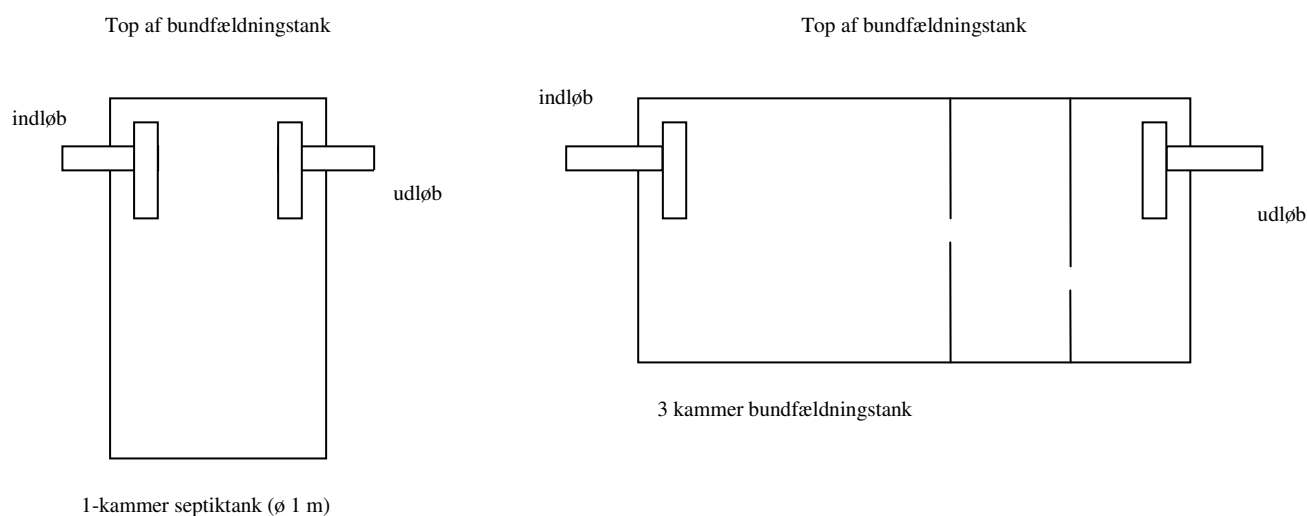 Top af bundfældningstank
indløb
udløb
1-kammer septiktank (ø 1 m)
Top af bundfældningstank
indløb
udløb
3 kammer bundfældningstank